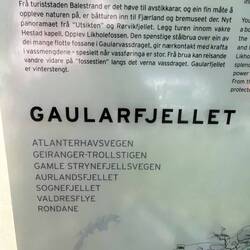 Frå turiststaden Balestrand er det høve til avstikkarar, og ein kan få mei
oppleve naturen på, er båtturen inn til Fjærland og bremuseet der. Nyt
panoramaet frå "Utsikten" og Rørvikfjellet. Legg turen innom vakre
Hestad kapell. Opplev Likholefossen. Den spenstige stålbrua over ein av
dei mange flotte fossane i Gaularvassdraget, gir nærkontakt med krafta
i vassmengdene – spesielt når vassføringa er stor. Frå brua kan reisande
vandre vidare på "fossestien" langs det verna vassdraget. Gaularfjellet
er vinterstengt.
GAULARFJELLET
ATLANTERHAVSVEGEN
GEIRANGER-TROLLSTIGEN
GAMLE STRYNEFJELLSVEGEN
AURLANDSFJELLET
SOGNEFJELLET
VALDRESFLYE
RONDANE